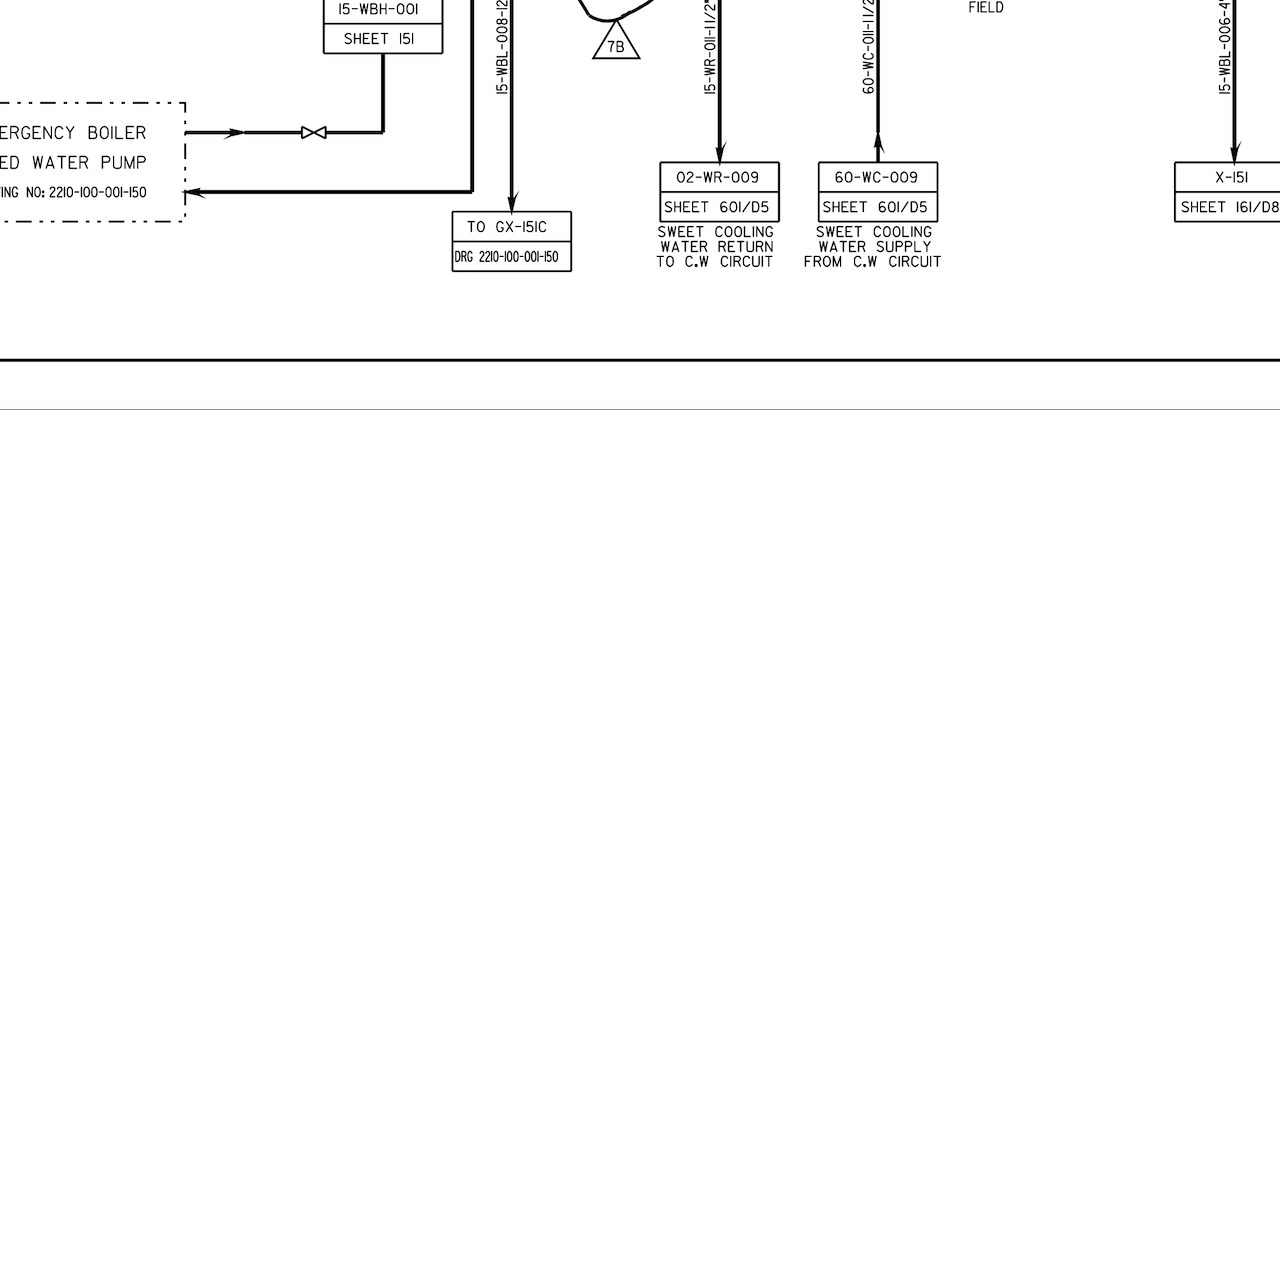 15-WBH-001
SHEET 151
15-WBL-008-12
7B
15-WR-011-11/2"
60-WC-011-11/2
FIELD
15-WBL-006-4"
ERGENCY BOILER
ED WATER PUMP
ING NO: 2210-100-001-150
TO GX-151C
DRG 2210-100-001-150
02-WR-009
SHEET 601/D5
SWEET COOLING
WATER RETURN
TO C.W CIRCUIT
60-WC-009
SHEET 601/D5
SWEET COOLING
WATER SUPPLY
FROM C.W CIRCUIT
X-151
SHEET 161/D8